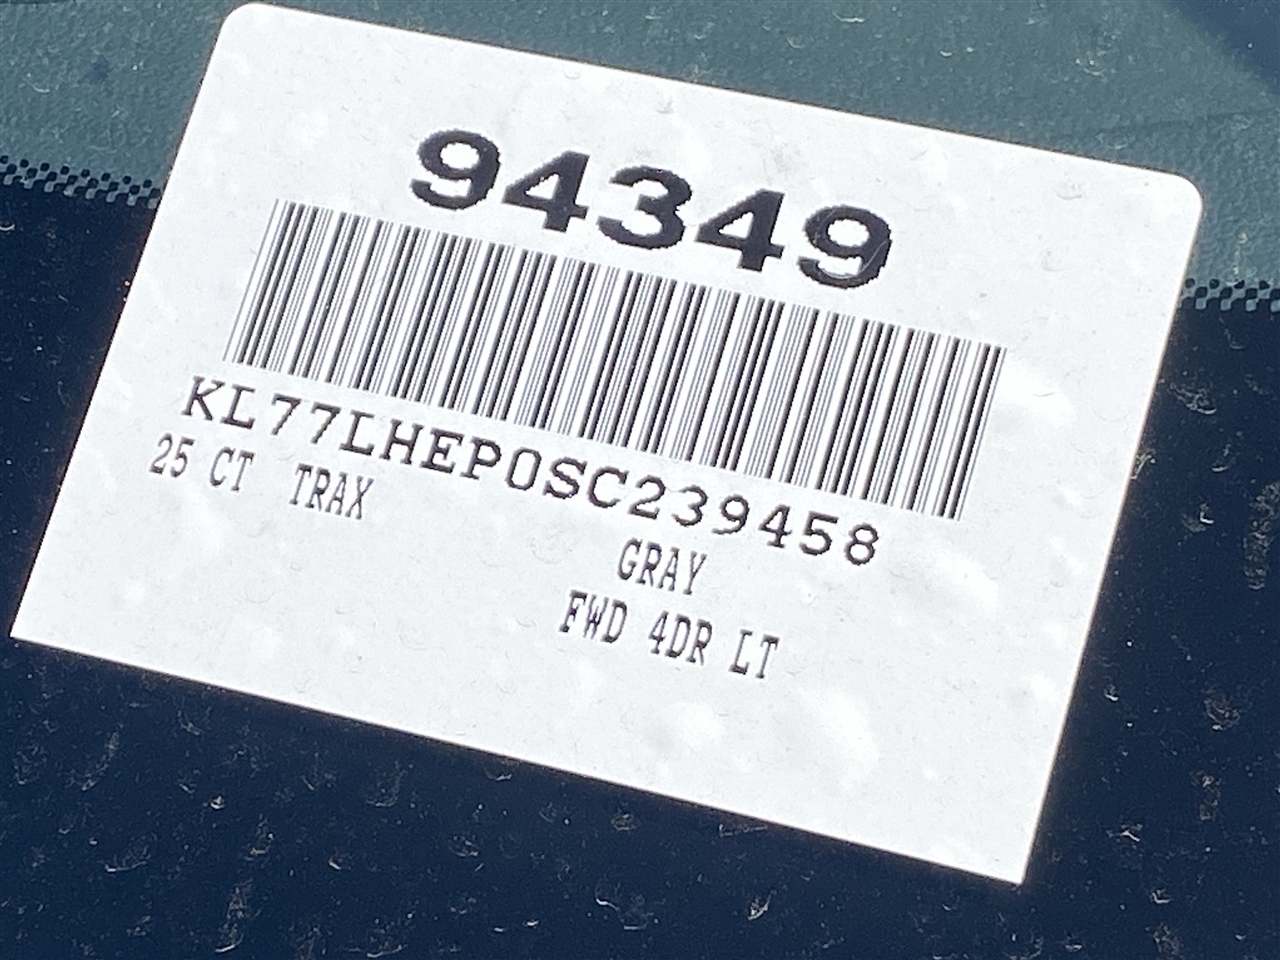 94349
KL77LHEP0SC239458
25 CT TRAX
GRAY
FWD 4DR LT